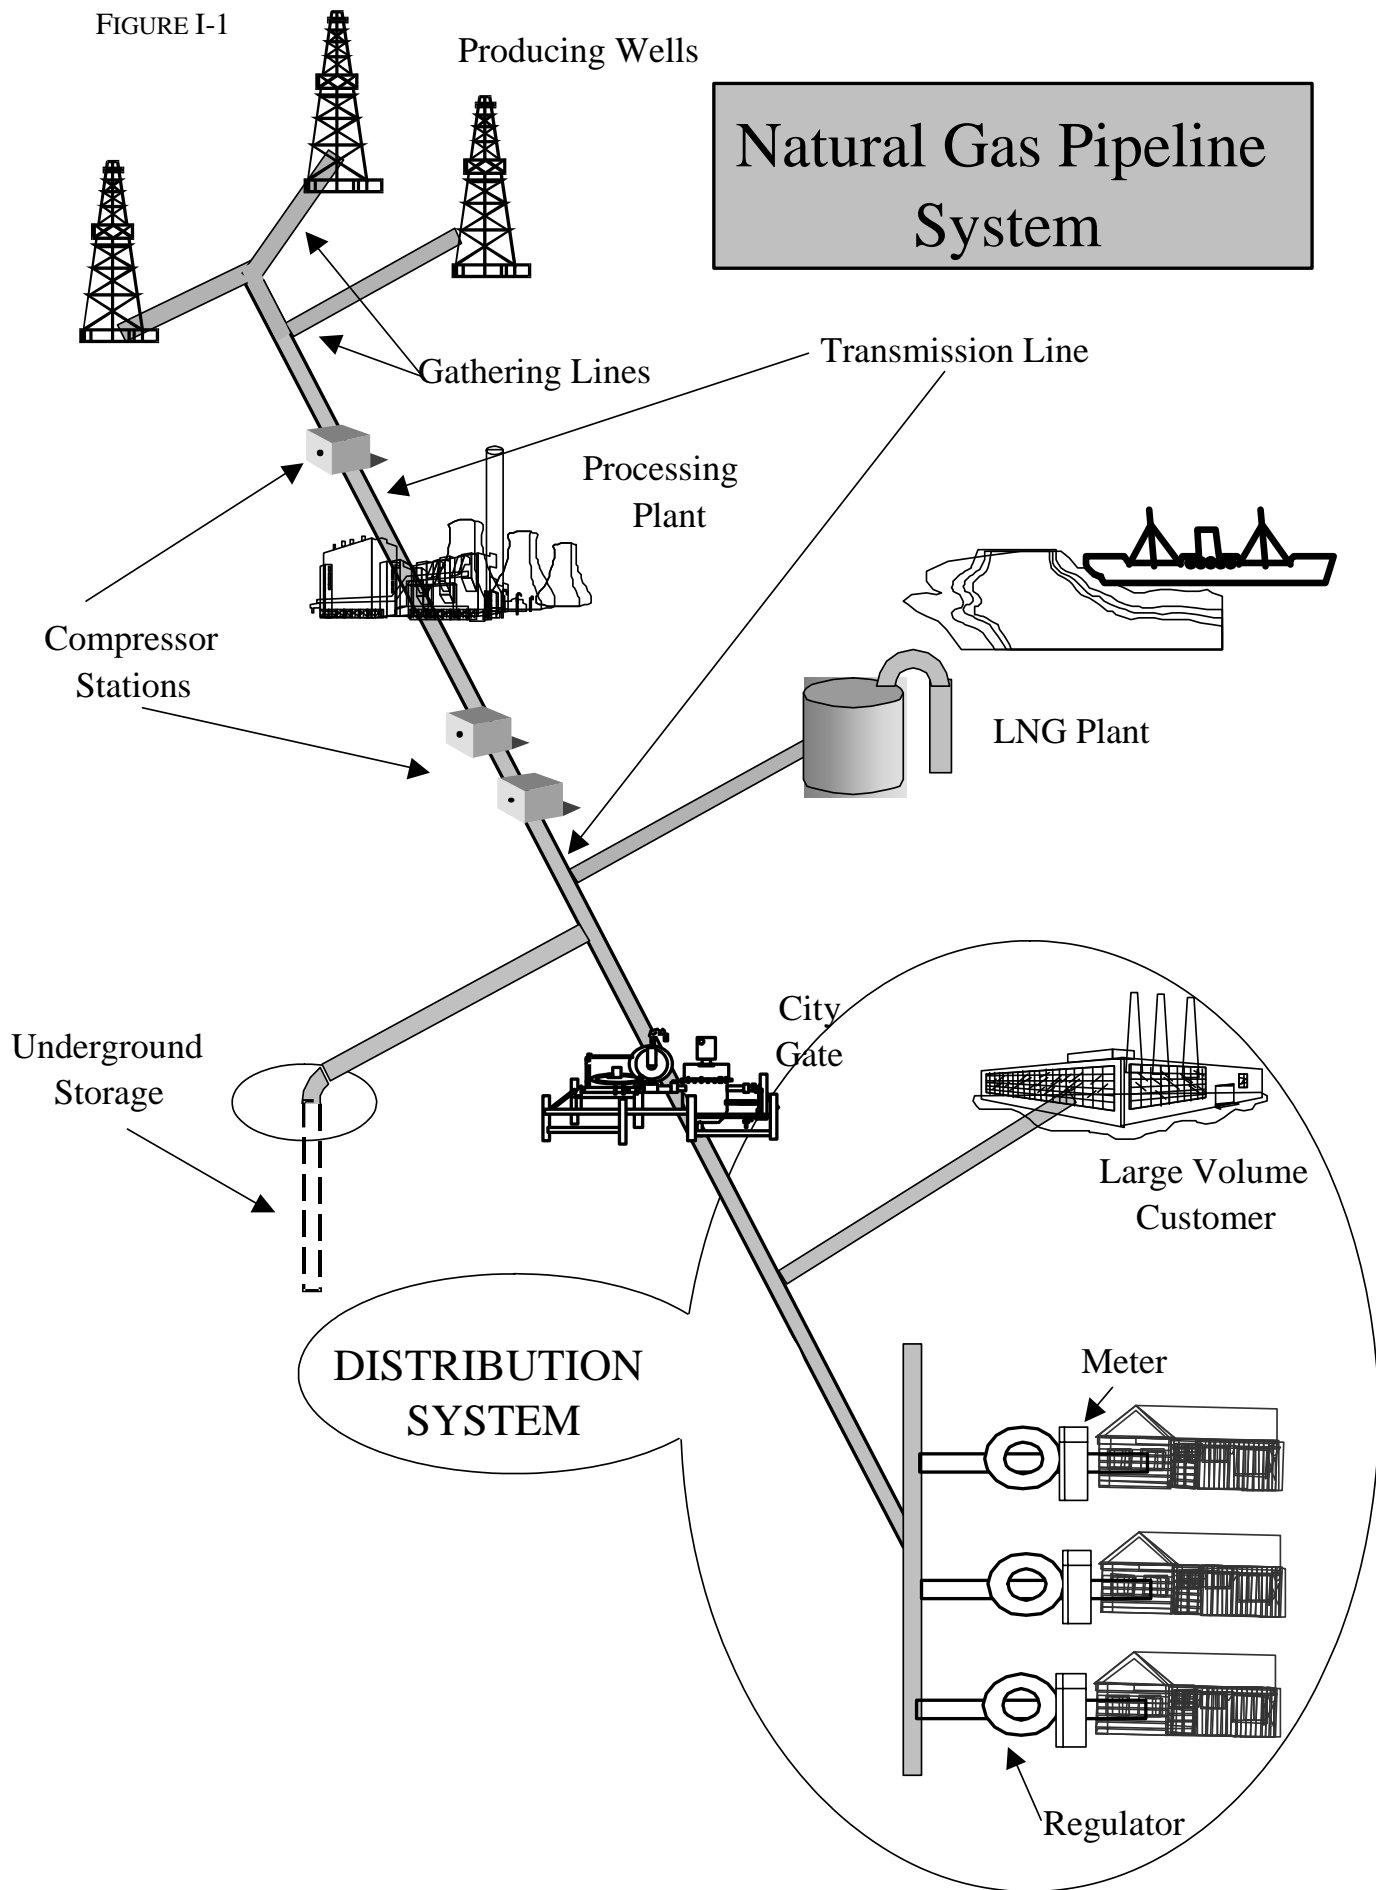 FIGURE I-1
Producing Wells
Natural Gas Pipeline
System
Transmission Line
Gathering Lines
Processing
Plant
Compressor
Stations
LNG Plant
City
Gate
Underground
Storage
Large Volume
Customer
DISTRIBUTION
SYSTEM
Meter
Regulator